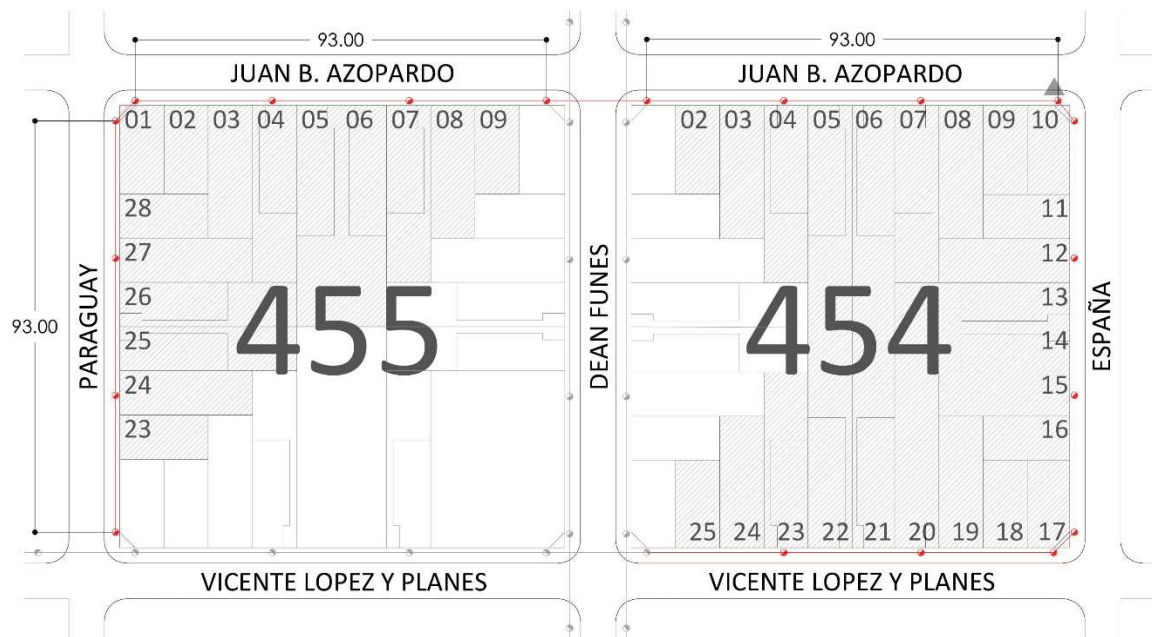 93.00
93.00
JUAN B. AZOPARDO
JUAN B. AZOPARDO
01 02 03 04 05 06 07 08 09
02 03 04 05 06 07 08 09 10
28
11
27
12
26
13
25
14
24
15
23
16
455
454
93.00
PARAGUAY
DEAN FUNES
ESPAÑA
25 24 23 22 21 20 19 18 17
VICENTE LOPEZ Y PLANES
VICENTE LOPEZ Y PLANES